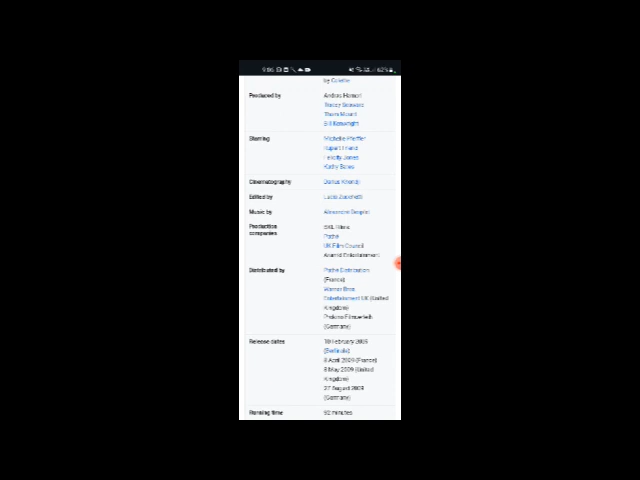 9:05
62%
by Colette
Produced by
Andras Hamori
Tracey Seaward
Thom Mount
Bill Kenwright
Starring
Michelle Pfeiffer
Rupert Friend
Felicity Jones
Kathy Bates
Cinematography
Darius Khondji
Edited by
Lucia Zucchetti
Music by
Alexandre Desplat
Production
companies
Pathé
UK Film Council
Aramid Entertainment
Distributed by
Pathé Distribution
(France)
Warner Bros.
Entertainment UK (United
Kingdom)
Prokino Filmverleih
(Germany)
Release dates
10 February 2009
(Berlinale)
8 April 2009 (France)
8 May 2009 (United
Kingdom)
27 August 2009
(Germany)
Running time
92 minutes